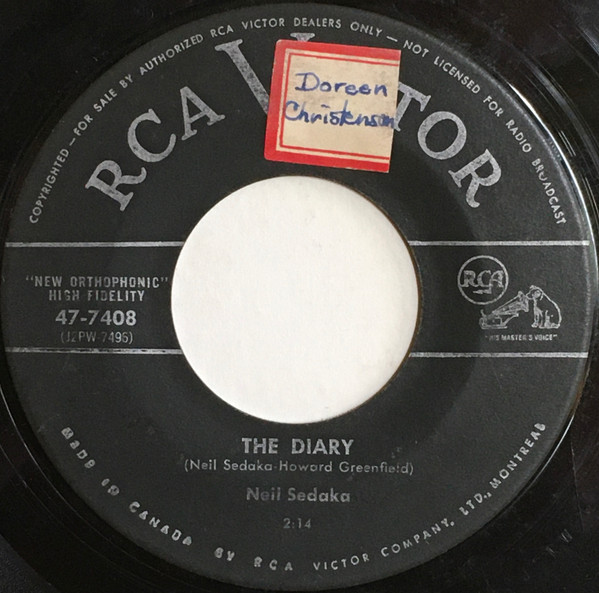 COPYRIGHTED—FOR SALE BY AUTHORIZED RCA VICTOR DEALERS ONLY — NOT LICENSED FOR RADIO BROADCAST
RCA VICTOR
Doreen
Christenson
"NEW ORTHOPHONIC"
HIGH FIDELITY
47-7408
(J2PW-7495)
RCA
"HIS MASTER'S VOICE"
THE DIARY
(Neil Sedaka-Howard Greenfield)
Neil Sedaka
2:14
MADE IN CANADA BY RCA VICTOR COMPANY, LTD., MONTREAL